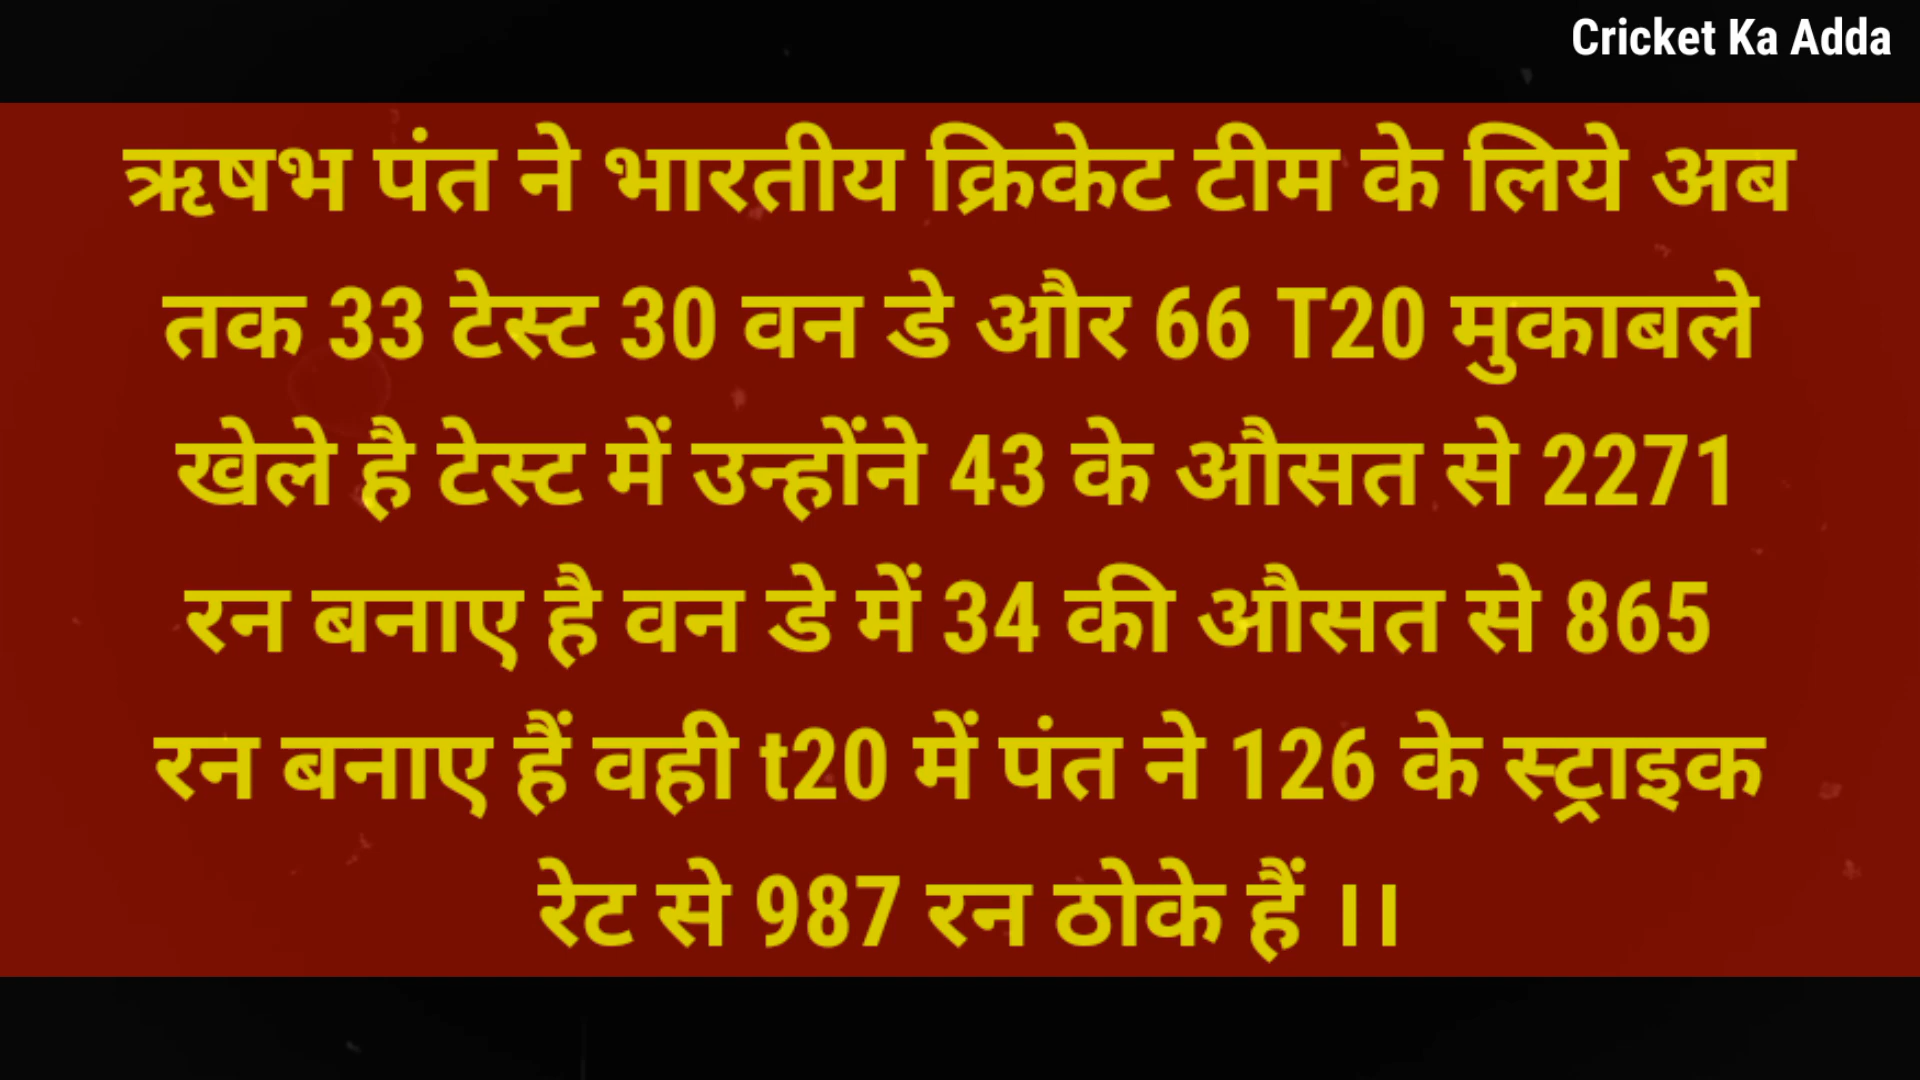 Cricket Ka Adda
ऋषभ पंत ने भारतीय क्रिकेट टीम के लिये अब
तक 33 टेस्ट 30 वन डे और 66 T20 मुकाबले
खेले है टेस्ट में उन्होंने 43 के औसत से 2271
रन बनाए है वन डे में 34 की औसत से 865
रन बनाए हैं वही t20 में पंत ने 126 के स्ट्राइक
रेट से 987 रन ठोके हैं ।।